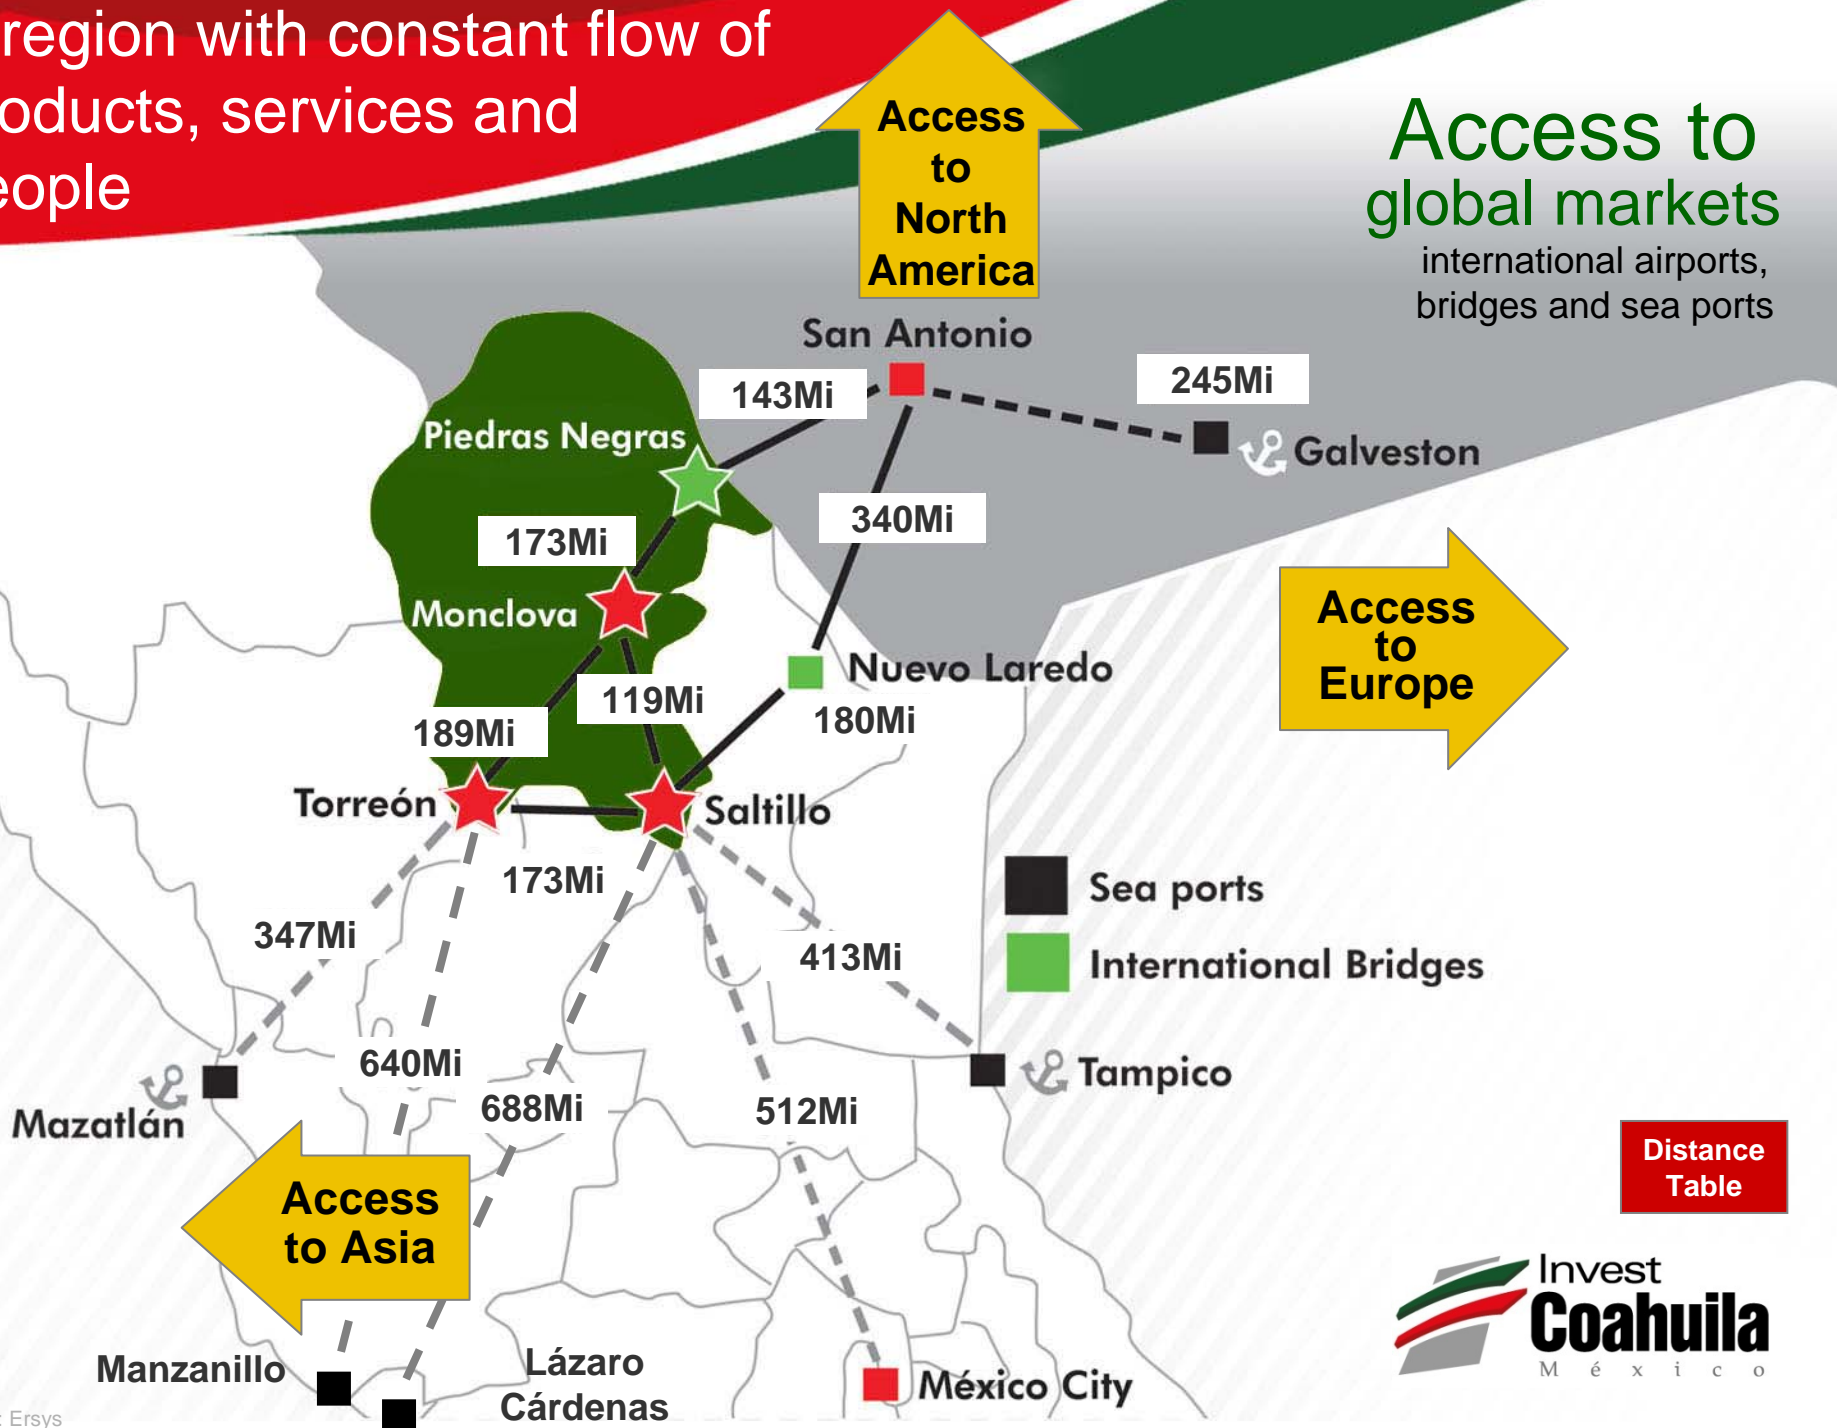 region with constant flow of
oducts, services and
eople
Access
to
North
America
Access to
global markets
international airports,
bridges and sea ports
San Antonio
143Mi
245Mi
Piedras Negras
Galveston
173Mi
340Mi
Monclova
Access
to
Europe
Nuevo Laredo
119Mi
180Mi
189Mi
Torreón
Saltillo
173Mi
Sea ports
347Mi
413Mi
International Bridges
640Mi
Tampico
688Mi
512Mi
Mazatlán
Distance
Table
Access
to Asia
Invest
Coahuila
México
Manzanillo
Lázaro
Cárdenas
México City
: Ersys